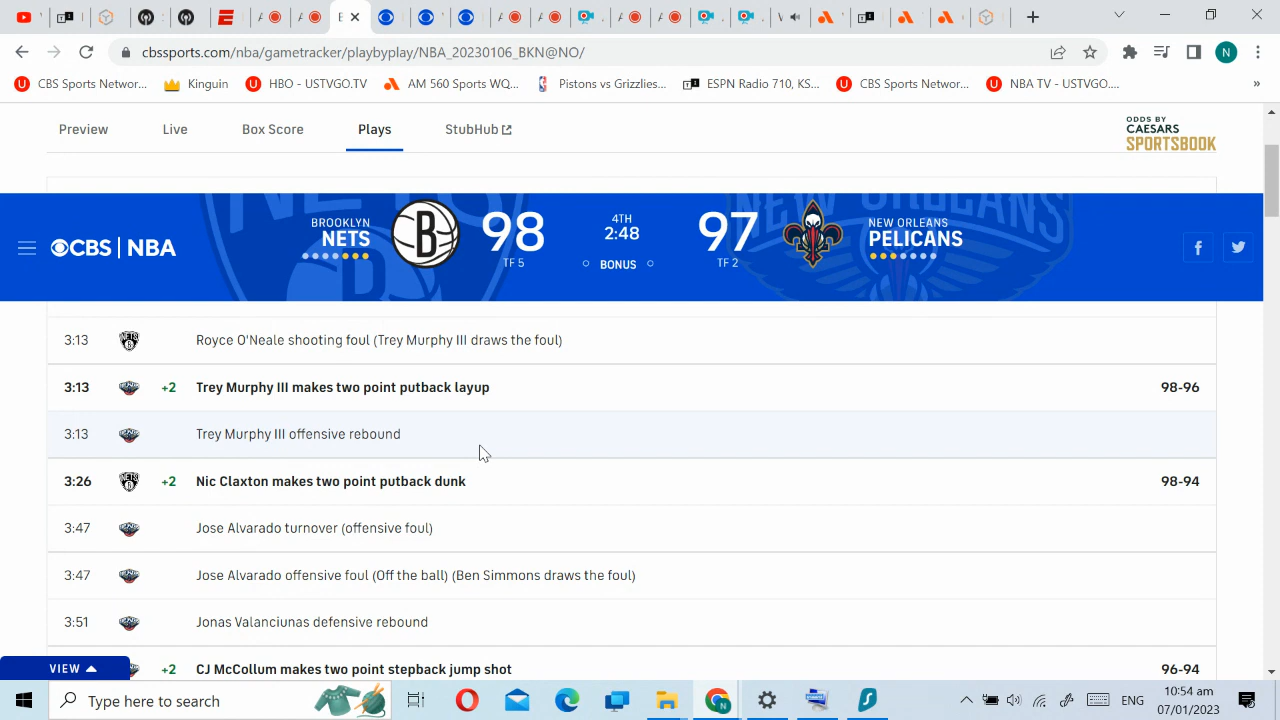 cbssports.com/nba/gametracker/playbyplay/NBA_20230106_BKN@NO/
N
CBS Sports Networ... Kinguin HBO - USTVGO.TV AM 560 Sports WQ... Pistons vs Grizzlies... ESPN Radio 710, KS... CBS Sports Networ... NBA TV - USTVGO.... »
Preview Live Box Score Plays StubHub
ODDS BY
CAESARS
SPORTSBOOK
CBS | NBA
BROOKLYN
NETS
B
98
TF 5
4TH
2:48
BONUS
97
TF 2
NEW ORLEANS
PELICANS
3:13 Royce O'Neale shooting foul (Trey Murphy III draws the foul)
3:13 +2 Trey Murphy III makes two point putback layup 98-96
3:13 Trey Murphy III offensive rebound
3:26 +2 Nic Claxton makes two point putback dunk 98-94
3:47 Jose Alvarado turnover (offensive foul)
3:47 Jose Alvarado offensive foul (Off the ball) (Ben Simmons draws the foul)
3:51 Jonas Valanciunas defensive rebound
VIEW +2 CJ McCollum makes two point stepback jump shot 96-94
Type here to search
ENG
10:54 am
07/01/2023